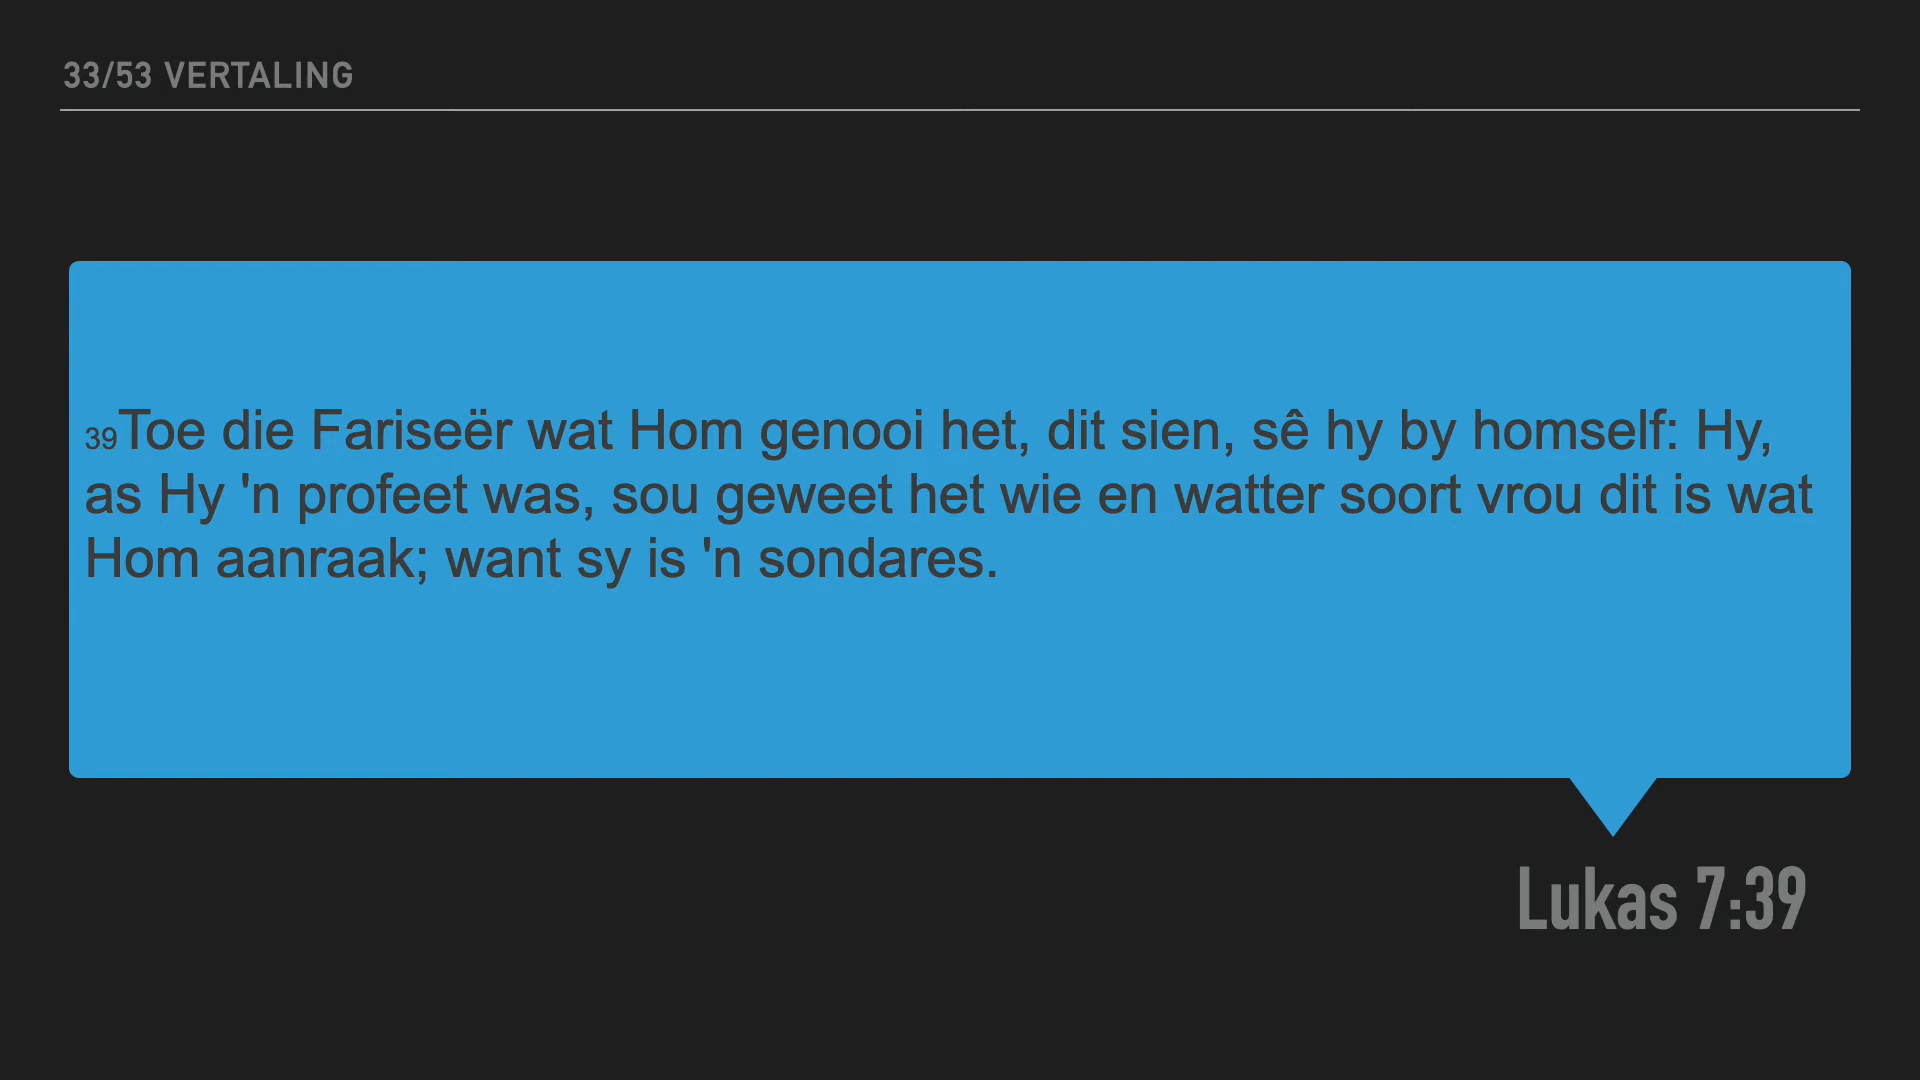 33/53 VERTALING
39Toe die Fariseër wat Hom genooi het, dit sien, sê hy by homself: Hy,
as Hy 'n profeet was, sou geweet het wie en watter soort vrou dit is wat
Hom aanraak; want sy is 'n sondares.
Lukas 7:39